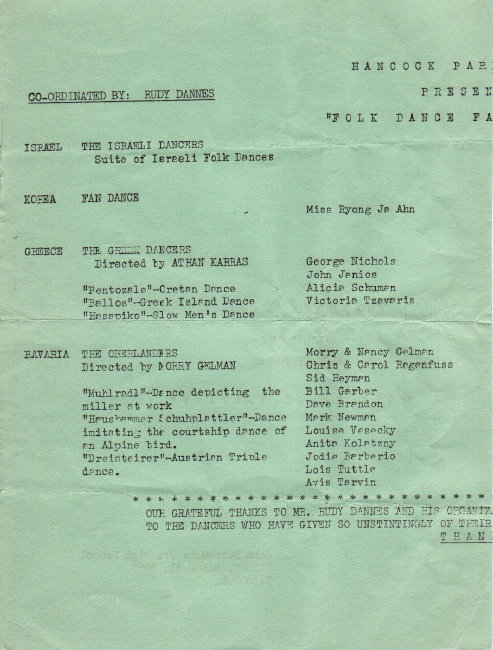 HANCOCK PAR
CO-ORDINATED BY: RUDY DANNES
PRESEN
"FOLK DANCE FA
ISRAEL THE ISRAELI DANCERS
Suite of Israeli Folk Dances
KOREA FAN DANCE
Miss Ryong Ja Ahn
GREECE THE GREEK DANCERS
Directed by ATHAN KARRAS George Nichols
John Janios
"Pentozale"-Cretan Dance Alicia Schuman
"Ballos"-Greek Island Dance Victoria Tzavaris
"Hasapiko"-Slow Men's Dance
BAVARIA THE OBERLANDERS Morry & Nancy Gelman
Directed by MORRY GELMAN Chris & Carol Regenfuss
Sid Heyman
"Muhlradl"-Dance depicting the Bill Garber
miller at work Dave Brandon
"Haushammer Schuhplattler"-Dance Mark Newman
imitating the courtship dance of Louise Vesecky
an Alpine bird. Anita Kolatzny
"Dreisteirer"-Austrian Triple Jodie Barberio
dance. Lois Tuttle
Avis Tarvin
* * * * * * * * * * * * * * * * * * * * * * * * * * *
OUR GRATEFUL THANKS TO MR. RUDY DANNES AND HIS ORGANIZA
TO THE DANCERS WHO HAVE GIVEN SO UNSTINTINGLY OF THEIR
THAN